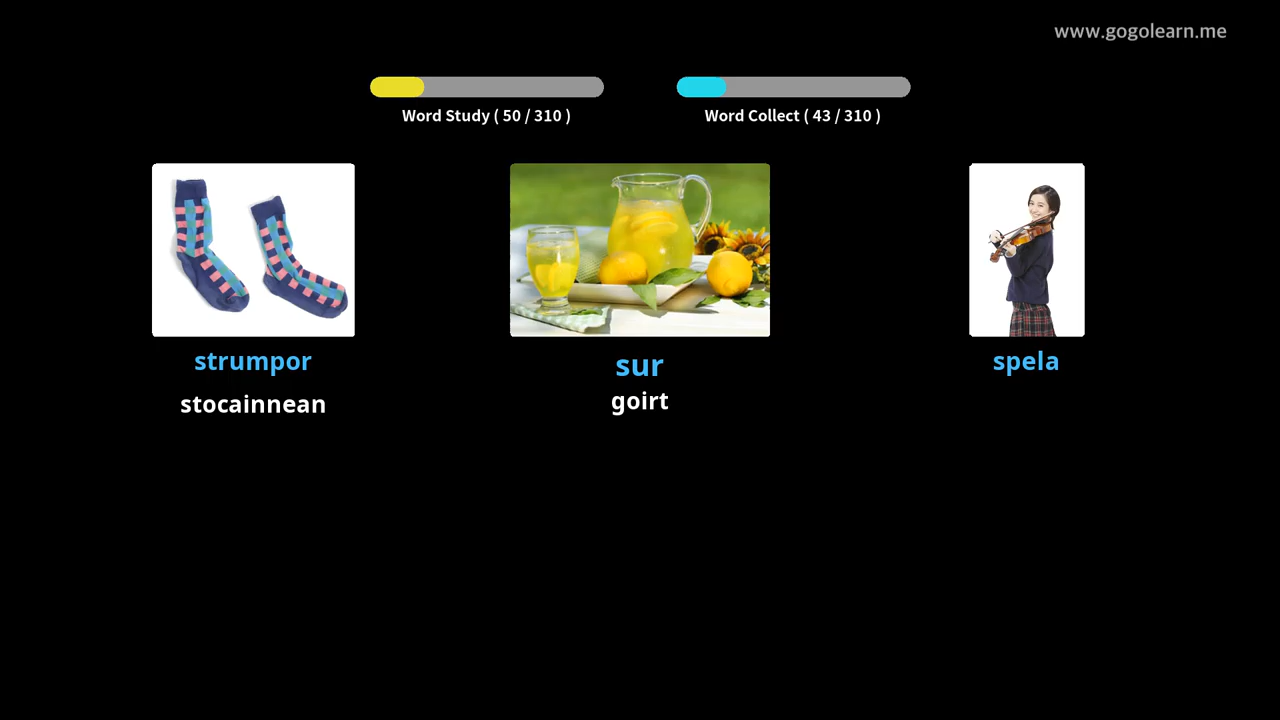 www.gogolearn.me
Word Study ( 50 / 310 )
Word Collect ( 43 / 310 )
strumpor
sur
spela
stocainnean
goirt